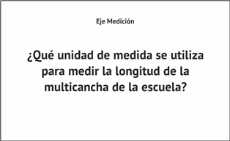 Eje Medición
¿Qué unidad de medida se utiliza
para medir la longitud de la
multicancha de la escuela?